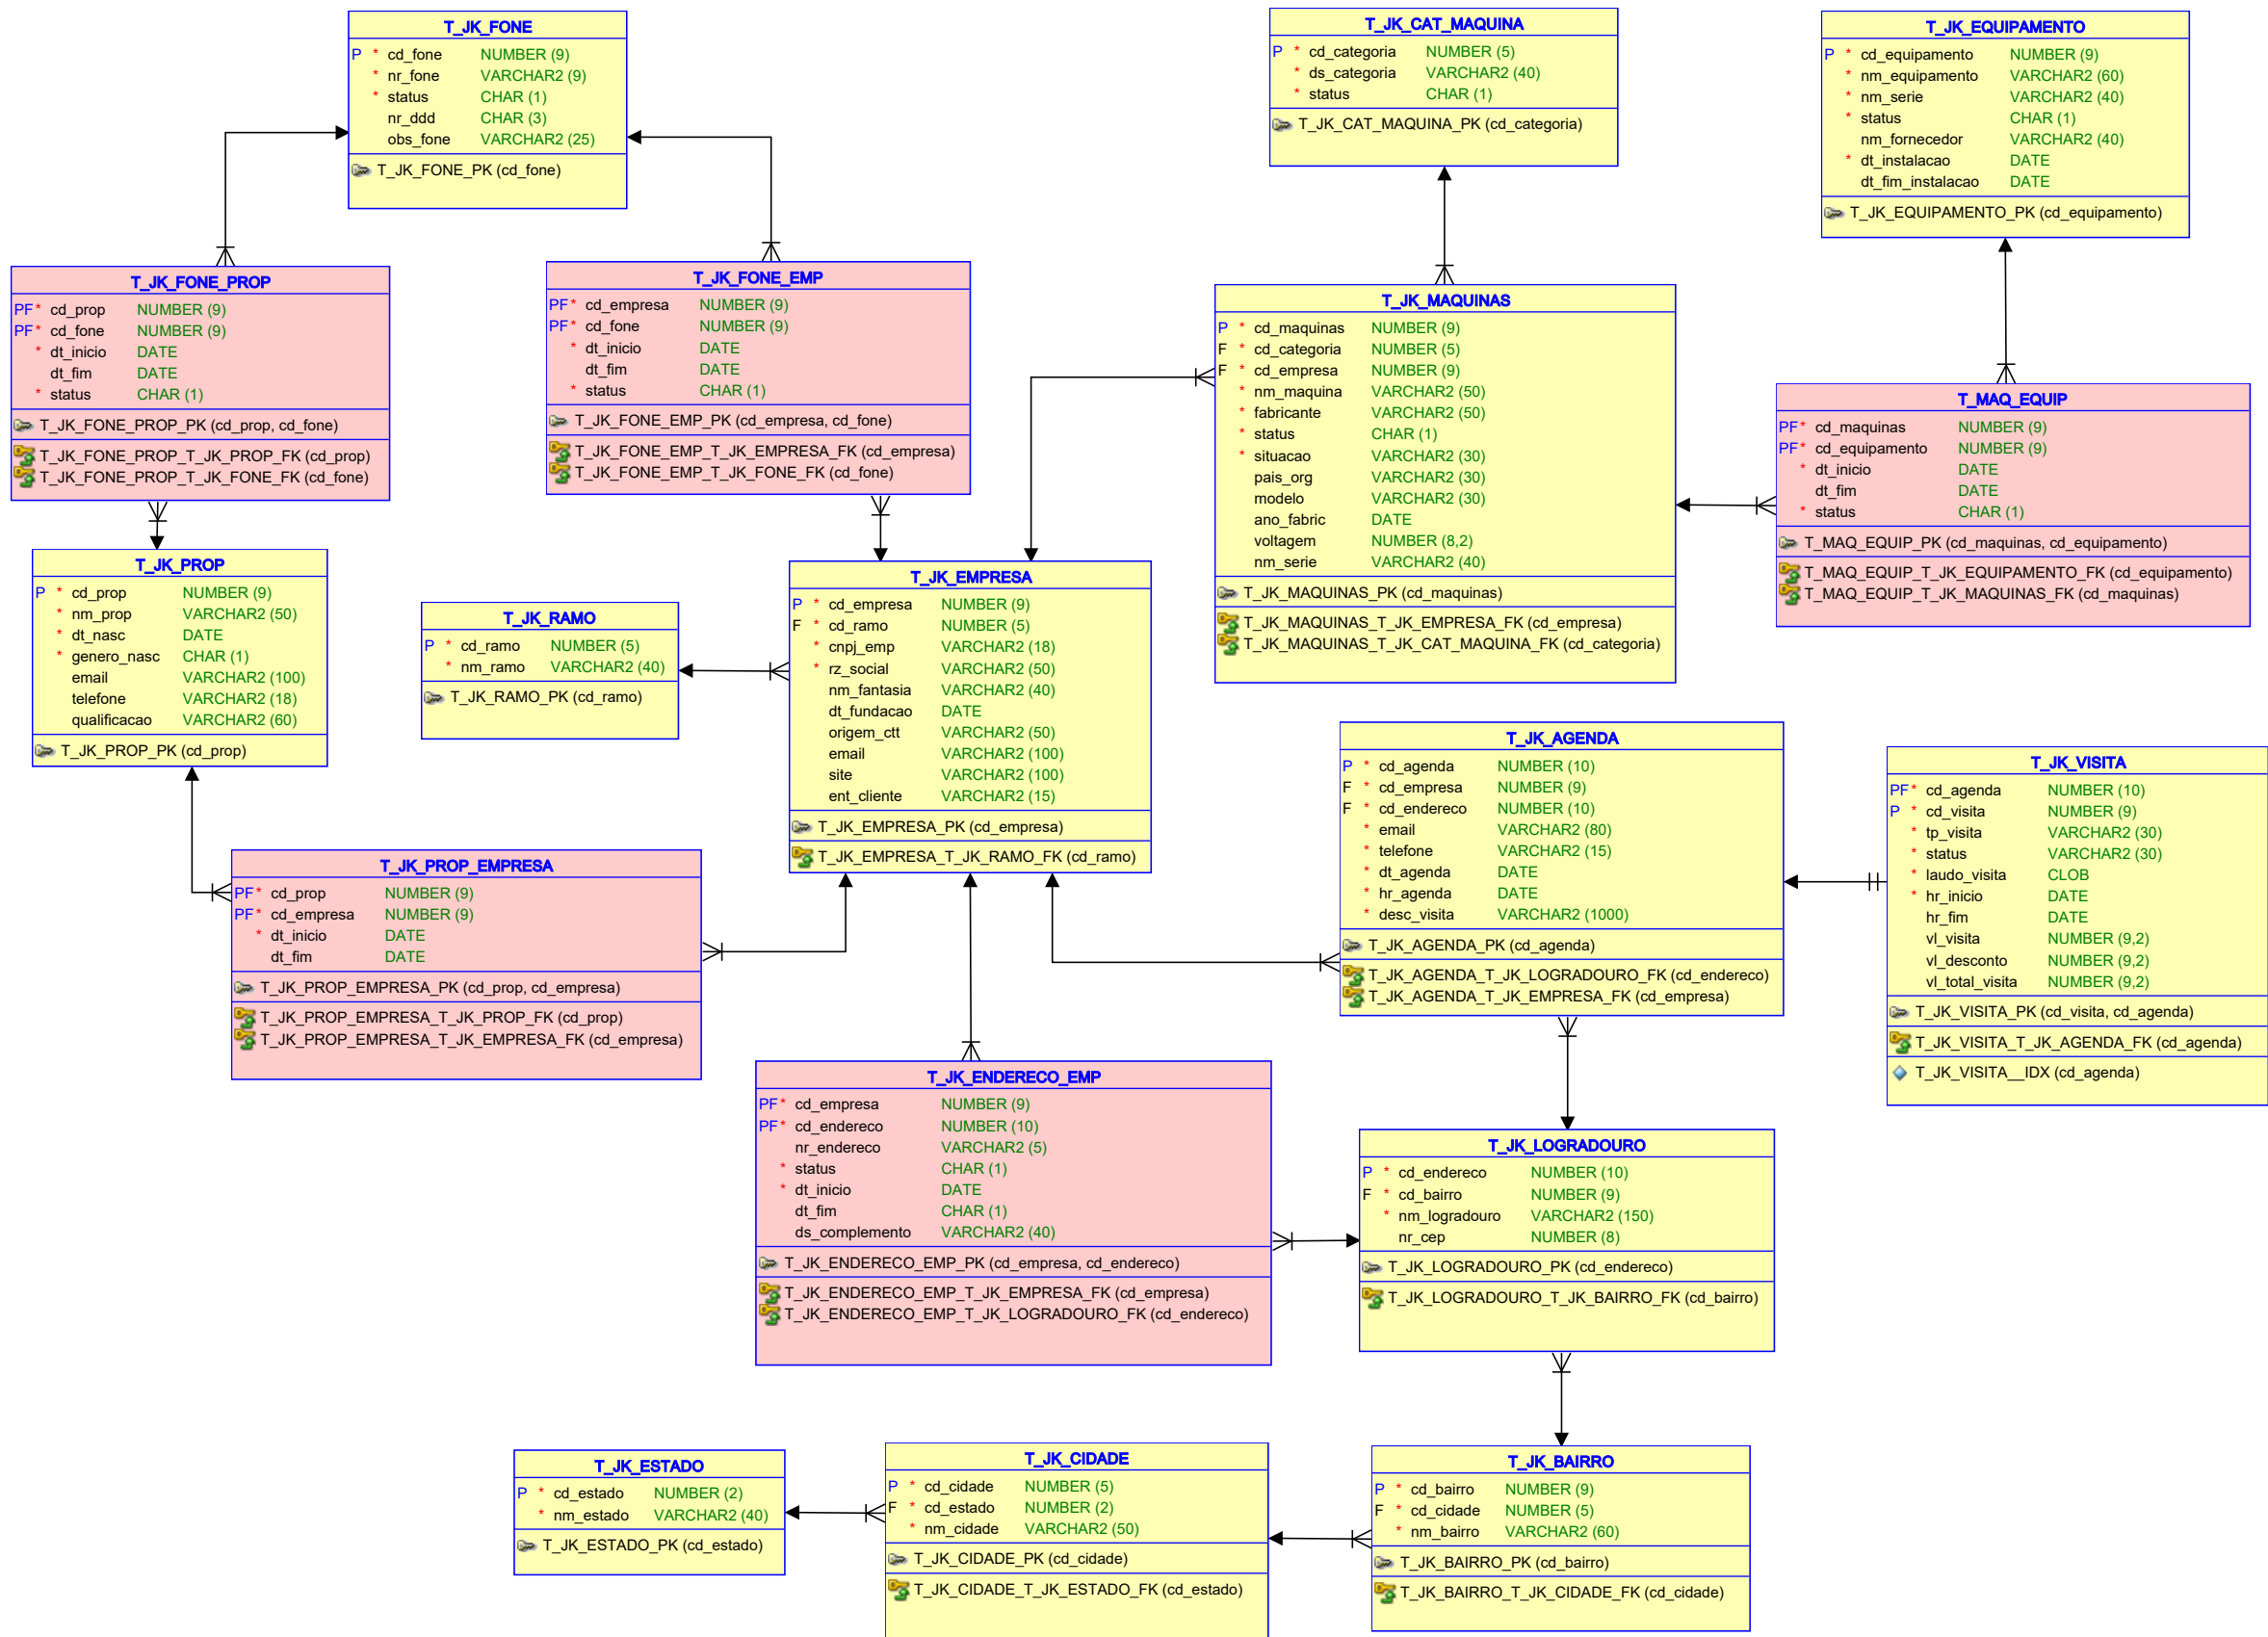 T_JK_FONE
P * cd_fone NUMBER (9)
* nr_fone VARCHAR2 (9)
* status CHAR (1)
nr_ddd CHAR (3)
obs_fone VARCHAR2 (25)
T_JK_FONE_PK (cd_fone)
T_JK_CAT_MAQUINA
P * cd_categoria NUMBER (5)
* ds_categoria VARCHAR2 (40)
* status CHAR (1)
T_JK_CAT_MAQUINA_PK (cd_categoria)
T_JK_EQUIPAMENTO
P * cd_equipamento NUMBER (9)
* nm_equipamento VARCHAR2 (60)
* nm_serie VARCHAR2 (40)
* status CHAR (1)
nm_fornecedor VARCHAR2 (40)
* dt_instalacao DATE
dt_fim_instalacao DATE
T_JK_EQUIPAMENTO_PK (cd_equipamento)
T_JK_FONE_PROP
PF * cd_prop NUMBER (9)
PF * cd_fone NUMBER (9)
* dt_inicio DATE
dt_fim DATE
* status CHAR (1)
T_JK_FONE_PROP_PK (cd_prop, cd_fone)
T_JK_FONE_PROP_T_JK_PROP_FK (cd_prop)
T_JK_FONE_PROP_T_JK_FONE_FK (cd_fone)
T_JK_FONE_EMP
PF * cd_empresa NUMBER (9)
PF * cd_fone NUMBER (9)
* dt_inicio DATE
dt_fim DATE
* status CHAR (1)
T_JK_FONE_EMP_PK (cd_empresa, cd_fone)
T_JK_FONE_EMP_T_JK_EMPRESA_FK (cd_empresa)
T_JK_FONE_EMP_T_JK_FONE_FK (cd_fone)
T_JK_MAQUINAS
P * cd_maquinas NUMBER (9)
F * cd_categoria NUMBER (5)
F * cd_empresa NUMBER (9)
* nm_maquina VARCHAR2 (50)
* fabricante VARCHAR2 (50)
* status CHAR (1)
* situacao VARCHAR2 (30)
pais_org VARCHAR2 (30)
modelo VARCHAR2 (30)
ano_fabric DATE
voltagem NUMBER (8,2)
nm_serie VARCHAR2 (40)
T_JK_MAQUINAS_PK (cd_maquinas)
T_JK_MAQUINAS_T_JK_EMPRESA_FK (cd_empresa)
T_JK_MAQUINAS_T_JK_CAT_MAQUINA_FK (cd_categoria)
T_MAQ_EQUIP
PF * cd_maquinas NUMBER (9)
PF * cd_equipamento NUMBER (9)
* dt_inicio DATE
dt_fim DATE
* status CHAR (1)
T_MAQ_EQUIP_PK (cd_maquinas, cd_equipamento)
T_MAQ_EQUIP_T_JK_EQUIPAMENTO_FK (cd_equipamento)
T_MAQ_EQUIP_T_JK_MAQUINAS_FK (cd_maquinas)
T_JK_PROP
P * cd_prop NUMBER (9)
* nm_prop VARCHAR2 (50)
* dt_nasc DATE
* genero_nasc CHAR (1)
email VARCHAR2 (100)
telefone VARCHAR2 (18)
qualificacao VARCHAR2 (60)
T_JK_PROP_PK (cd_prop)
T_JK_RAMO
P * cd_ramo NUMBER (5)
* nm_ramo VARCHAR2 (40)
T_JK_RAMO_PK (cd_ramo)
T_JK_EMPRESA
P * cd_empresa NUMBER (9)
F * cd_ramo NUMBER (5)
* cnpj_emp VARCHAR2 (18)
* rz_social VARCHAR2 (50)
nm_fantasia VARCHAR2 (40)
dt_fundacao DATE
origem_ctt VARCHAR2 (50)
email VARCHAR2 (100)
site VARCHAR2 (100)
ent_cliente VARCHAR2 (15)
T_JK_EMPRESA_PK (cd_empresa)
T_JK_EMPRESA_T_JK_RAMO_FK (cd_ramo)
T_JK_AGENDA
P * cd_agenda NUMBER (10)
F * cd_empresa NUMBER (9)
F * cd_endereco NUMBER (10)
* email VARCHAR2 (80)
* telefone VARCHAR2 (15)
* dt_agenda DATE
* hr_agenda DATE
* desc_visita VARCHAR2 (1000)
T_JK_AGENDA_PK (cd_agenda)
T_JK_AGENDA_T_JK_LOGRADOURO_FK (cd_endereco)
T_JK_AGENDA_T_JK_EMPRESA_FK (cd_empresa)
T_JK_VISITA
PF * cd_agenda NUMBER (10)
P * cd_visita NUMBER (9)
* tp_visita VARCHAR2 (30)
* status VARCHAR2 (30)
* laudo_visita CLOB
* hr_inicio DATE
hr_fim DATE
vl_visita NUMBER (9,2)
vl_desconto NUMBER (9,2)
vl_total_visita NUMBER (9,2)
T_JK_VISITA_PK (cd_visita, cd_agenda)
T_JK_VISITA_T_JK_AGENDA_FK (cd_agenda)
T_JK_VISITA__IDX (cd_agenda)
T_JK_PROP_EMPRESA
PF * cd_prop NUMBER (9)
PF * cd_empresa NUMBER (9)
* dt_inicio DATE
dt_fim DATE
T_JK_PROP_EMPRESA_PK (cd_prop, cd_empresa)
T_JK_PROP_EMPRESA_T_JK_PROP_FK (cd_prop)
T_JK_PROP_EMPRESA_T_JK_EMPRESA_FK (cd_empresa)
T_JK_ENDERECO_EMP
PF * cd_empresa NUMBER (9)
PF * cd_endereco NUMBER (10)
nr_endereco VARCHAR2 (5)
* status CHAR (1)
* dt_inicio DATE
dt_fim CHAR (1)
ds_complemento VARCHAR2 (40)
T_JK_ENDERECO_EMP_PK (cd_empresa, cd_endereco)
T_JK_ENDERECO_EMP_T_JK_EMPRESA_FK (cd_empresa)
T_JK_ENDERECO_EMP_T_JK_LOGRADOURO_FK (cd_endereco)
T_JK_LOGRADOURO
P * cd_endereco NUMBER (10)
F * cd_bairro NUMBER (9)
* nm_logradouro VARCHAR2 (150)
nr_cep NUMBER (8)
T_JK_LOGRADOURO_PK (cd_endereco)
T_JK_LOGRADOURO_T_JK_BAIRRO_FK (cd_bairro)
T_JK_ESTADO
P * cd_estado NUMBER (2)
* nm_estado VARCHAR2 (40)
T_JK_ESTADO_PK (cd_estado)
T_JK_CIDADE
P * cd_cidade NUMBER (5)
F * cd_estado NUMBER (2)
* nm_cidade VARCHAR2 (50)
T_JK_CIDADE_PK (cd_cidade)
T_JK_CIDADE_T_JK_ESTADO_FK (cd_estado)
T_JK_BAIRRO
P * cd_bairro NUMBER (9)
F * cd_cidade NUMBER (5)
* nm_bairro VARCHAR2 (60)
T_JK_BAIRRO_PK (cd_bairro)
T_JK_BAIRRO_T_JK_CIDADE_FK (cd_cidade)